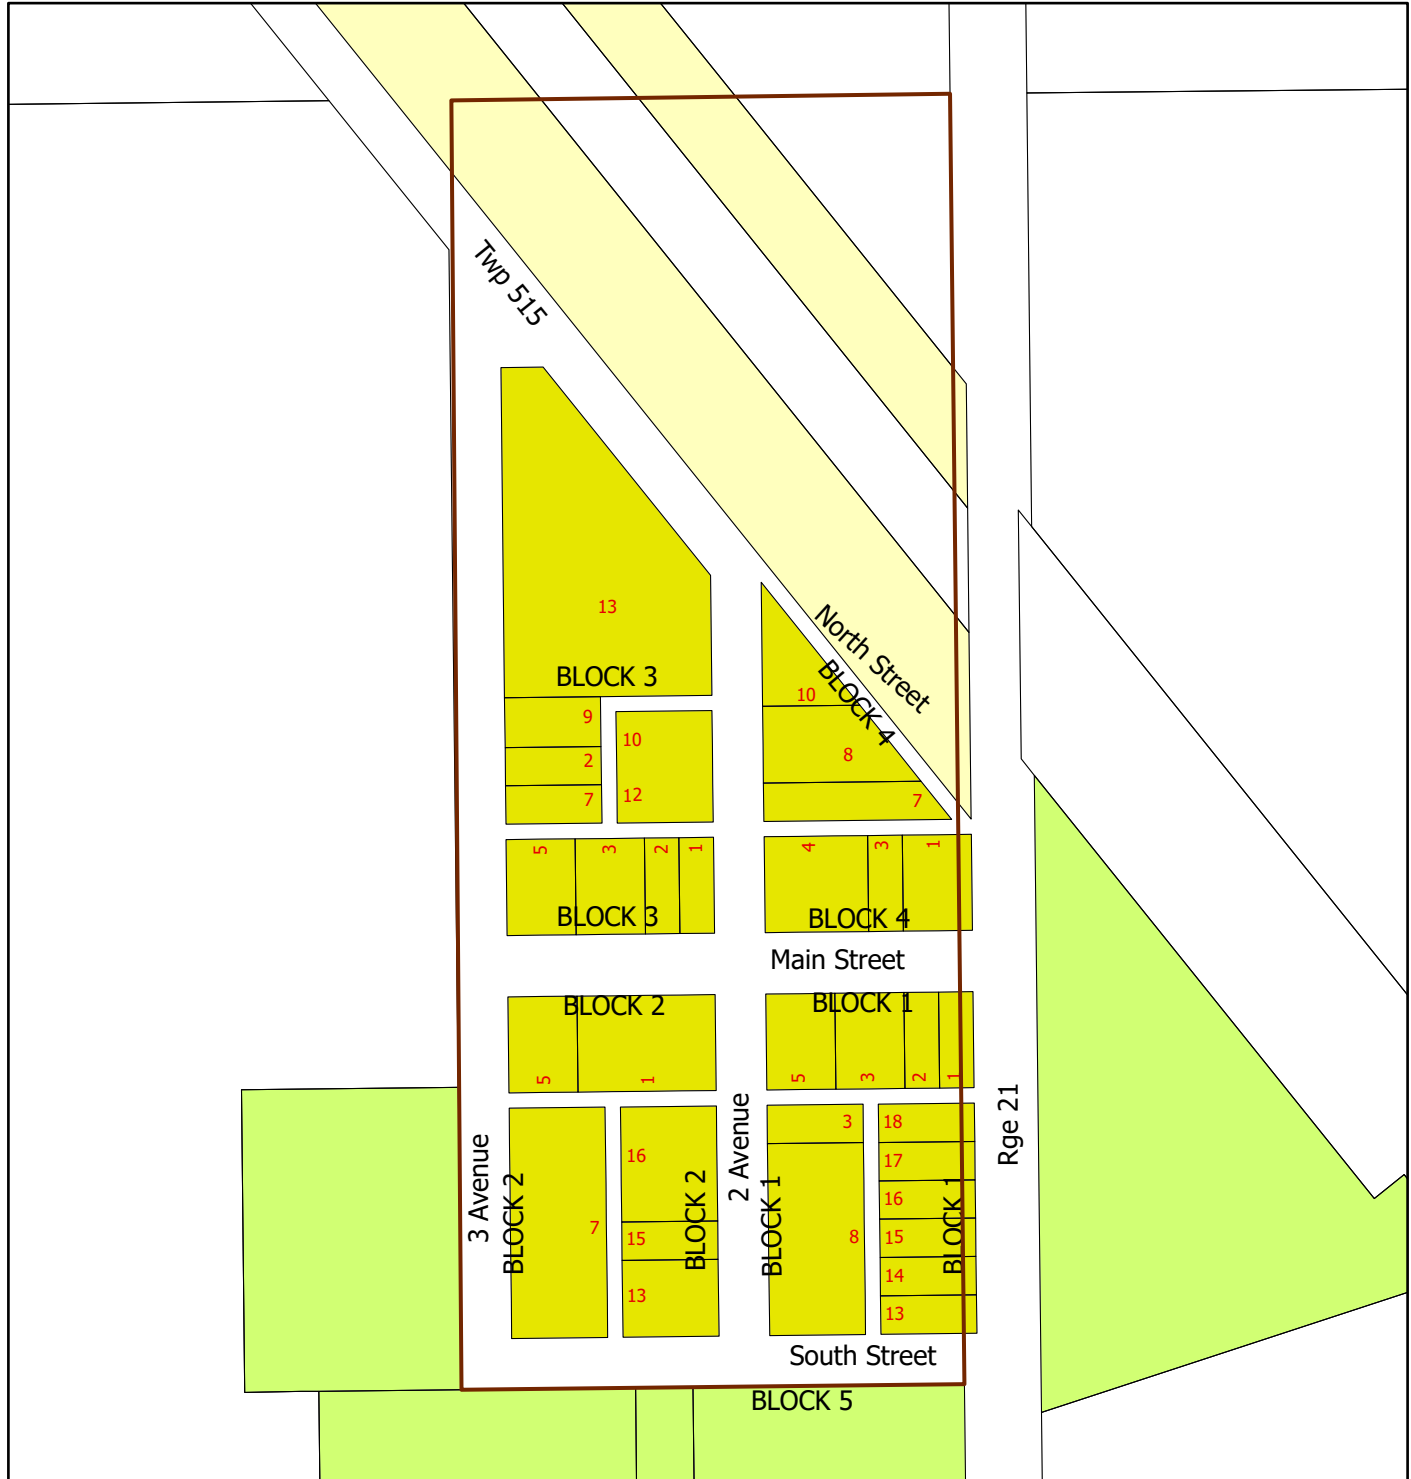 Twp 515
13
BLOCK 3
North Street
BLOCK 4
10
8
7
9
2
7
10
12
5
3
2
1
BLOCK 3
4
3
1
BLOCK 4
Main Street
BLOCK 2
5
1
BLOCK 1
5
3
2
1
3 Avenue
BLOCK 2
7
16
15
13
BLOCK 2
2 Avenue
BLOCK 1
3
8
18
17
16
15
14
13
BLOCK 1
Rge 21
South Street
BLOCK 5